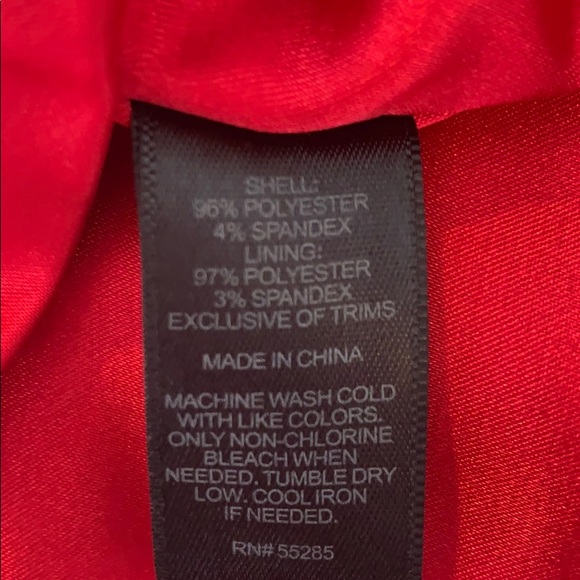 SHELL:
96% POLYESTER
4% SPANDEX
LINING:
97% POLYESTER
3% SPANDEX
EXCLUSIVE OF TRIMS
MADE IN CHINA
MACHINE WASH COLD
WITH LIKE COLORS.
ONLY NON-CHLORINE
BLEACH WHEN
NEEDED. TUMBLE DRY
LOW. COOL IRON
IF NEEDED.
RN# 55285